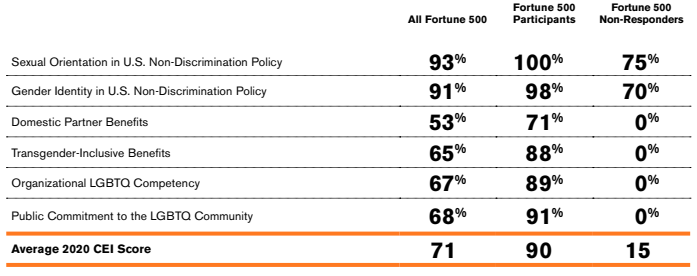 All Fortune 500 Fortune 500 Participants Fortune 500 Non-Responders
Sexual Orientation in U.S. Non-Discrimination Policy 93% 100% 75%
Gender Identity in U.S. Non-Discrimination Policy 91% 98% 70%
Domestic Partner Benefits 53% 71% 0%
Transgender-Inclusive Benefits 65% 88% 0%
Organizational LGBTQ Competency 67% 89% 0%
Public Commitment to the LGBTQ Community 68% 91% 0%
Average 2020 CEI Score 71 90 15